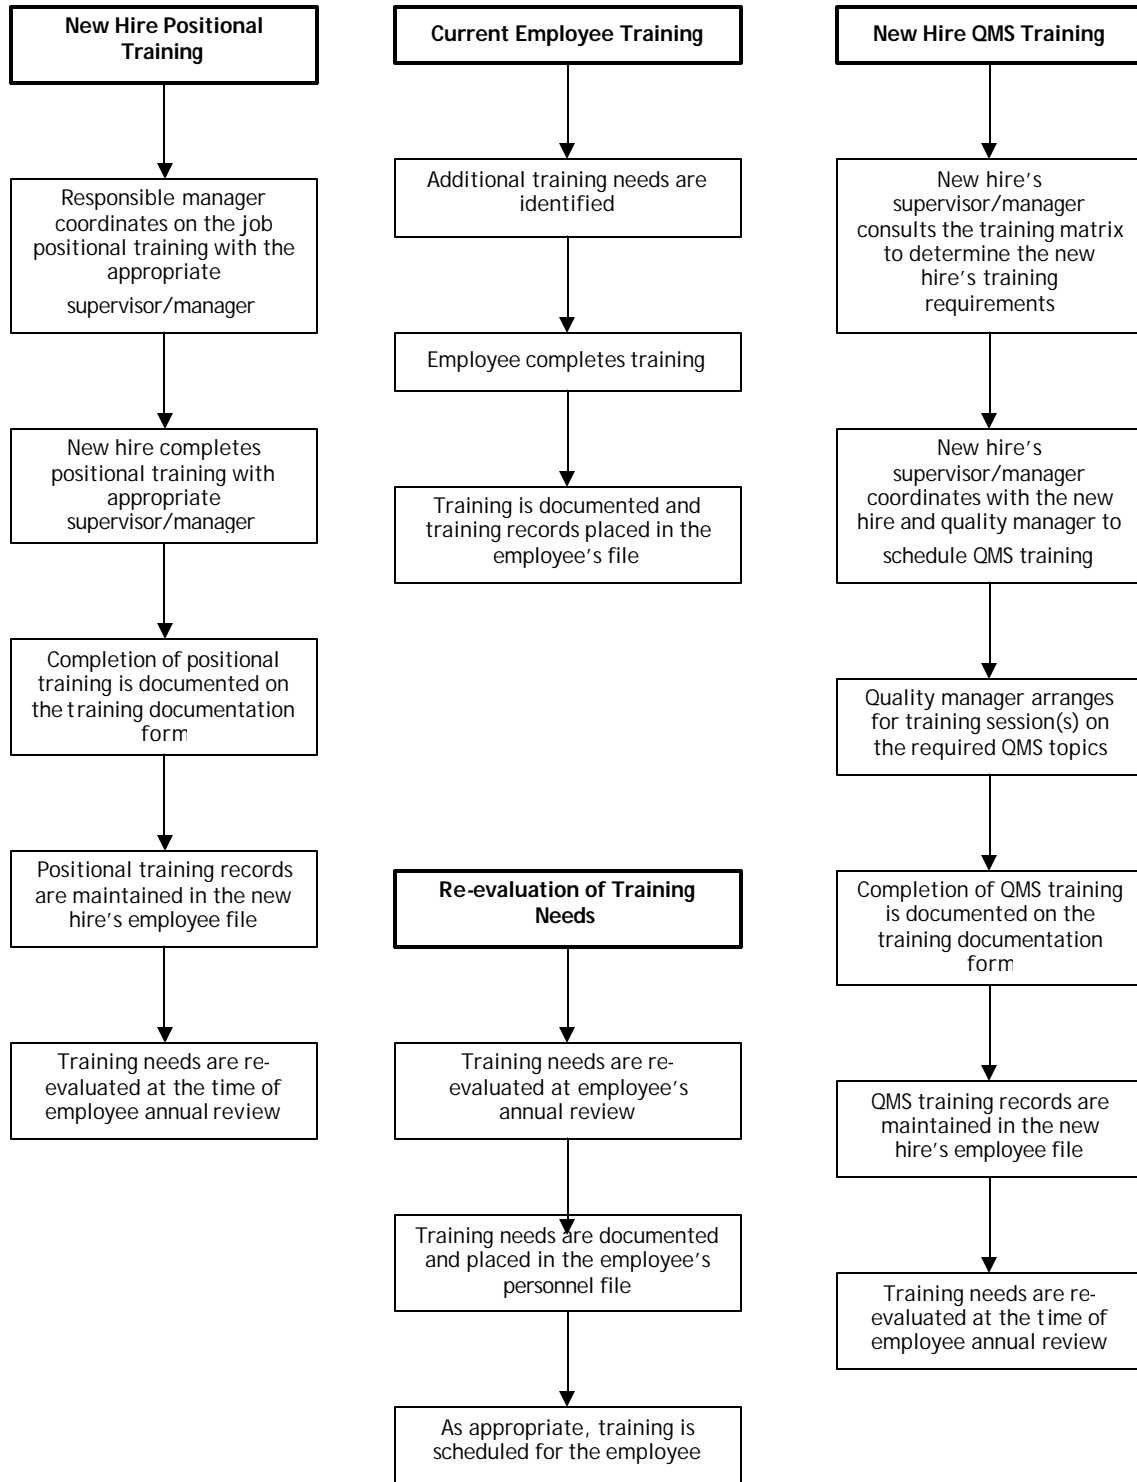 New Hire Positional
Training
Responsible manager
coordinates on the job
positional training with the
appropriate
supervisor/manager
New hire completes
positional training with
appropriate
supervisor/manager
Completion of positional
training is documented on
the training documentation
form
Positional training records
are maintained in the new
hire's employee file
Training needs are re-
evaluated at the time of
employee annual review
Current Employee Training
Additional training needs are
identified
Employee completes training
Training is documented and
training records placed in the
employee's file
Re-evaluation of Training
Needs
Training needs are re-
evaluated at employee's
annual review
Training needs are documented
and placed in the employee's
personnel file
As appropriate, training is
scheduled for the employee
New Hire QMS Training
New hire's
supervisor/manager
consults the training matrix
to determine the new
hire's training
requirements
New hire's
supervisor/manager
coordinates with the new
hire and quality manager to
schedule QMS training
Quality manager arranges
for training session(s) on
the required QMS topics
Completion of QMS training
is documented on the
training documentation
form
QMS training records are
maintained in the new
hire's employee file
Training needs are re-
evaluated at the time of
employee annual review